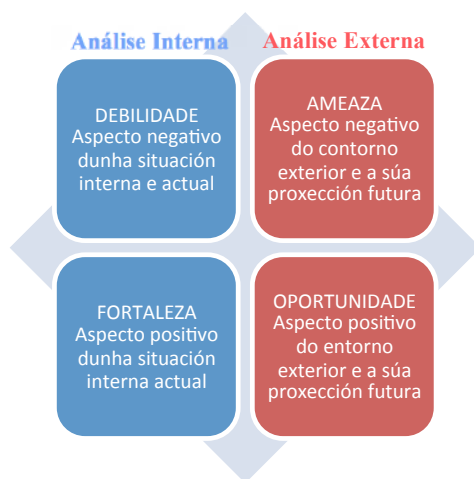 Análise Interna
Análise Externa
DEBILIDADE
Aspecto negativo
dunha situación
interna e actual
AMEAZA
Aspecto negativo
do contorno
exterior e a súa
proxección futura
FORTALEZA
Aspecto positivo
dunha situación
interna actual
OPORTUNIDADE
Aspecto positivo
do entorno
exterior e a súa
proxección futura